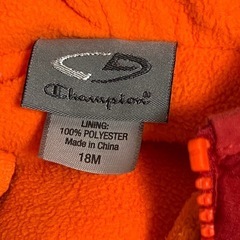 Champion
LINING:
100% POLYESTER
Made in China
18M